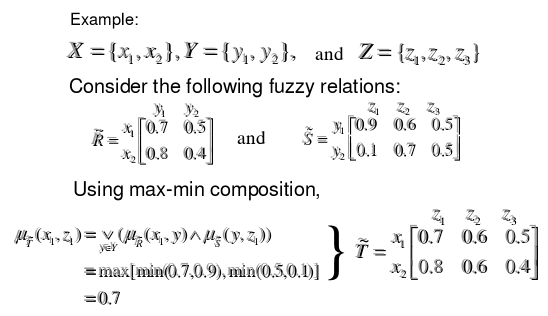 Example:
X = {x₁, x₂}, Y = {y₁, y₂}, and Z = {z₁, z₂, z₃}
Consider the following fuzzy relations:
y₁ y₂ z₁ z₂ z₃
R̃ = x₁ [0.7 0.5] and S̃ = y₁ [0.9 0.6 0.5]
x₂ [0.8 0.4] y₂ [0.1 0.7 0.5]
Using max-min composition,
z₁ z₂ z₃
μ_T̃(x₁, z₁) = ∨_{y∈Y} (μ_R̃(x₁, y) ∧ μ_S̃(y, z₁))
= max[min(0.7,0.9), min(0.5,0.1)]
= 0.7
} T̃ = x₁ [0.7 0.6 0.5]
x₂ [0.8 0.6 0.4]